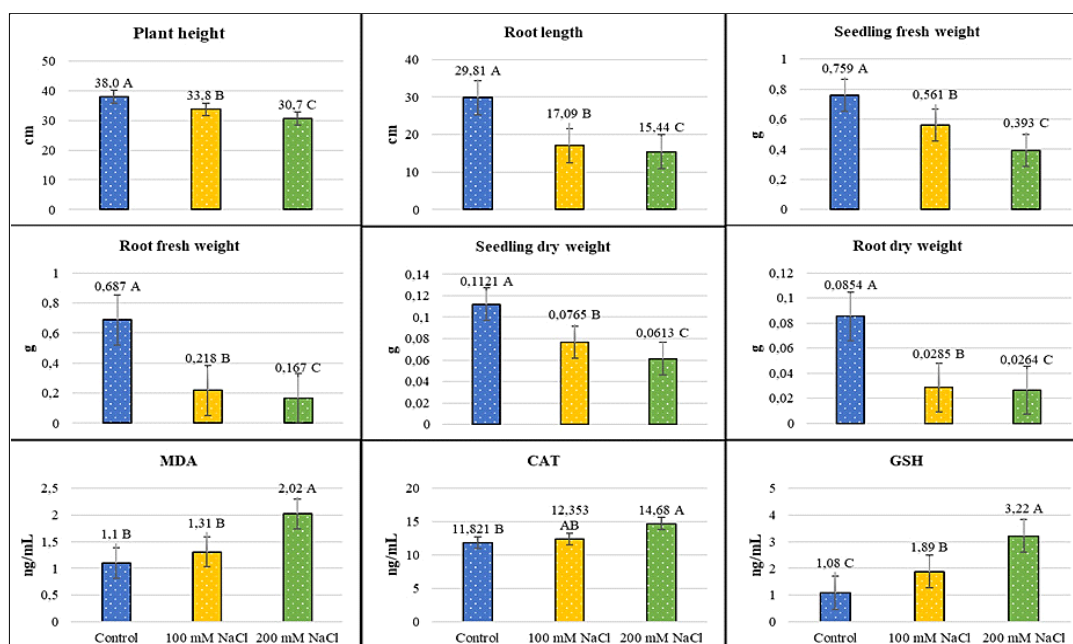 Plant height
50
40
30
20
10
0
cm
38,0 A
33,8 B
30,7 C
Root length
40
30
20
10
0
cm
29,81 A
17,09 B
15,44 C
Seedling fresh weight
1
0,8
0,6
0,4
0,2
0
g
0,759 A
0,561 B
0,393 C
Root fresh weight
1
0,8
0,6
0,4
0,2
0
g
0,687 A
0,218 B
0,167 C
Seedling dry weight
0,14
0,12
0,1
0,08
0,06
0,04
0,02
0
g
0,1121 A
0,0765 B
0,0613 C
Root dry weight
0,12
0,1
0,08
0,06
0,04
0,02
0
g
0,0854 A
0,0285 B
0,0264 C
MDA
2,5
2
1,5
1
0,5
0
ng/mL
1,1 B
1,31 B
2,02 A
Control
100 mM NaCl
200 mM NaCl
CAT
20
15
10
5
0
ng/mL
11,821 B
12,353
AB
14,68 A
Control
100 mM NaCl
200 mM NaCl
GSH
5
4
3
2
1
0
ng/mL
1,08 C
1,89 B
3,22 A
Control
100 mM NaCl
200 mM NaCl